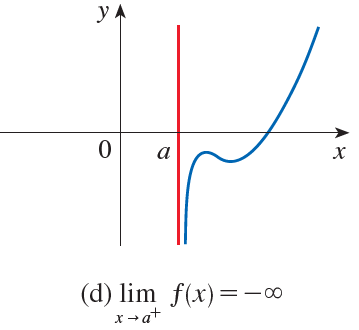 y
0
a
x
(d) lim f(x) = −∞
x→a⁺